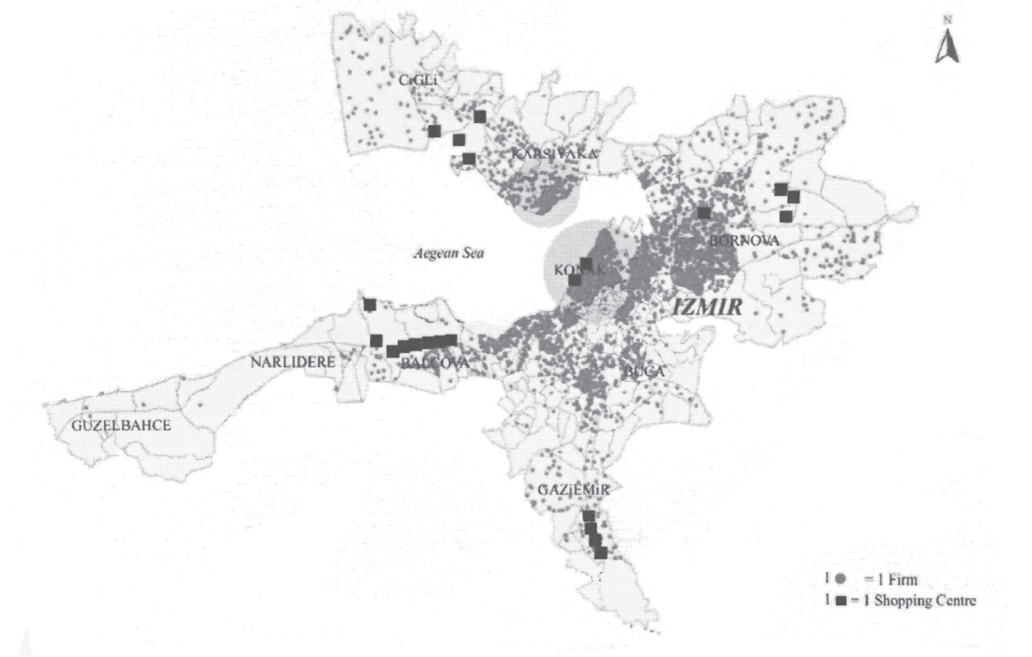 N
CiGLi
KARSiYAKA
BORNOVA
Aegean Sea
KONAK
IZMIR
NARLIDERE
BALCOVA
BUCA
GUZELBAHCE
GAZiEMiR
1 = 1 Firm
1 = 1 Shopping Centre